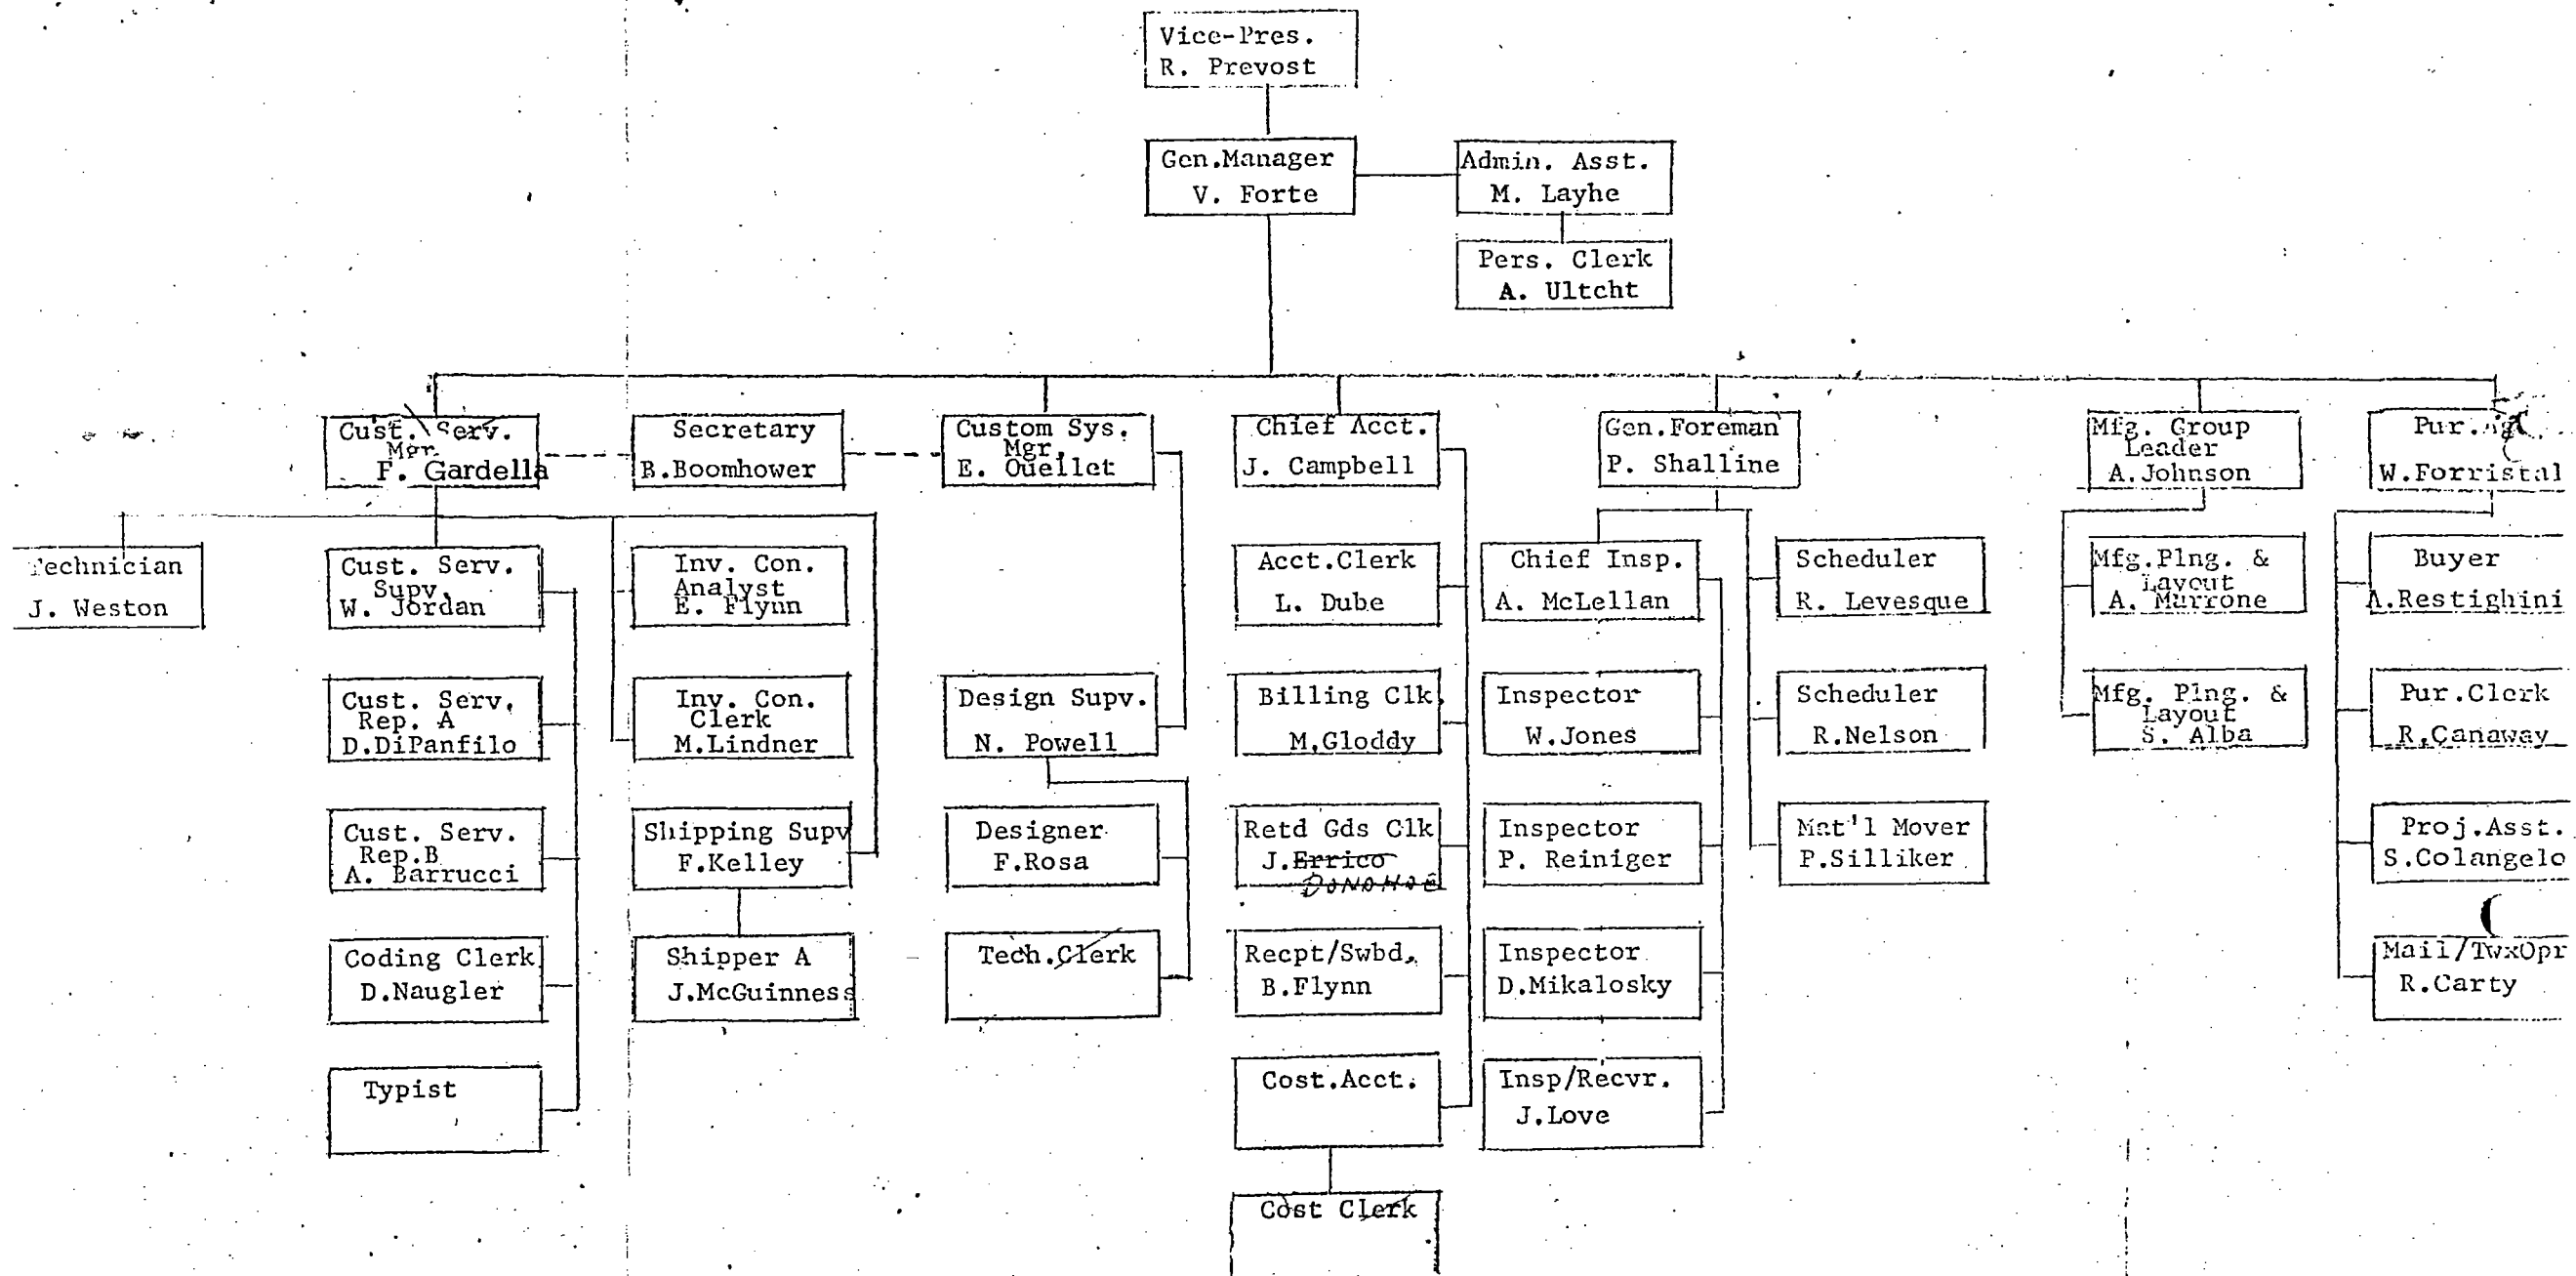 Vice-Pres.
R. Prevost
Gen.Manager
V. Forte
Admin. Asst.
M. Layhe
Pers. Clerk
A. Ultcht
Cust. Serv.
Mgr.
F. Gardella
Secretary
B.Boomhower
Custom Sys.
Mgr.
E. Ouellet
Chief Acct.
J. Campbell
Gen.Foreman
P. Shalline
Mfg. Group
Leader
A.Johnson
Pur.
W.Forristal
Technician
J. Weston
Cust. Serv.
Supv.
W. Jordan
Inv. Con.
Analyst
E. Flynn
Acct.Clerk
L. Dube
Chief Insp.
A. McLellan
Scheduler
R. Levesque
Mfg.Plng. &
Layout
A. Murrone
Buyer
A.Restighini
Cust. Serv.
Rep. A
D.DiPanfilo
Inv. Con.
Clerk
M.Lindner
Design Supv.
N. Powell
Billing Clk.
M.Gloddy
Inspector
W.Jones
Scheduler
R.Nelson
Mfg. Plng. &
Layout
S. Alba
Pur.Clerk
R.Canaway
Cust. Serv.
Rep.B
A. Barrucci
Shipping Supv
F.Kelley
Designer
F.Rosa
Retd Gds Clk
J.Errico
DONOHOE
Inspector
P. Reiniger
Mat'l Mover
P.Silliker
Proj.Asst.
S.Colangelo
Coding Clerk
D.Naugler
Shipper A
J.McGuinness
Tech.Clerk
Recpt/Swbd.
B.Flynn
Inspector
D.Mikalosky
Mail/TwxOpr
R.Carty
Typist
Cost.Acct.
Insp/Recvr.
J.Love
Cost Clerk